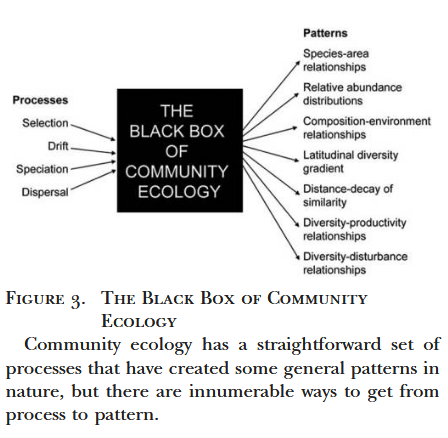 Patterns
Species-area
relationships
Relative abundance
distributions
Composition-environment
relationships
Latitudinal diversity
gradient
Distance-decay of
similarity
Diversity-productivity
relationships
Diversity-disturbance
relationships
Processes
Selection
Drift
Speciation
Dispersal
THE
BLACK BOX
OF
COMMUNITY
ECOLOGY
FIGURE 3. THE BLACK BOX OF COMMUNITY
ECOLOGY
Community ecology has a straightforward set of
processes that have created some general patterns in
nature, but there are innumerable ways to get from
process to pattern.